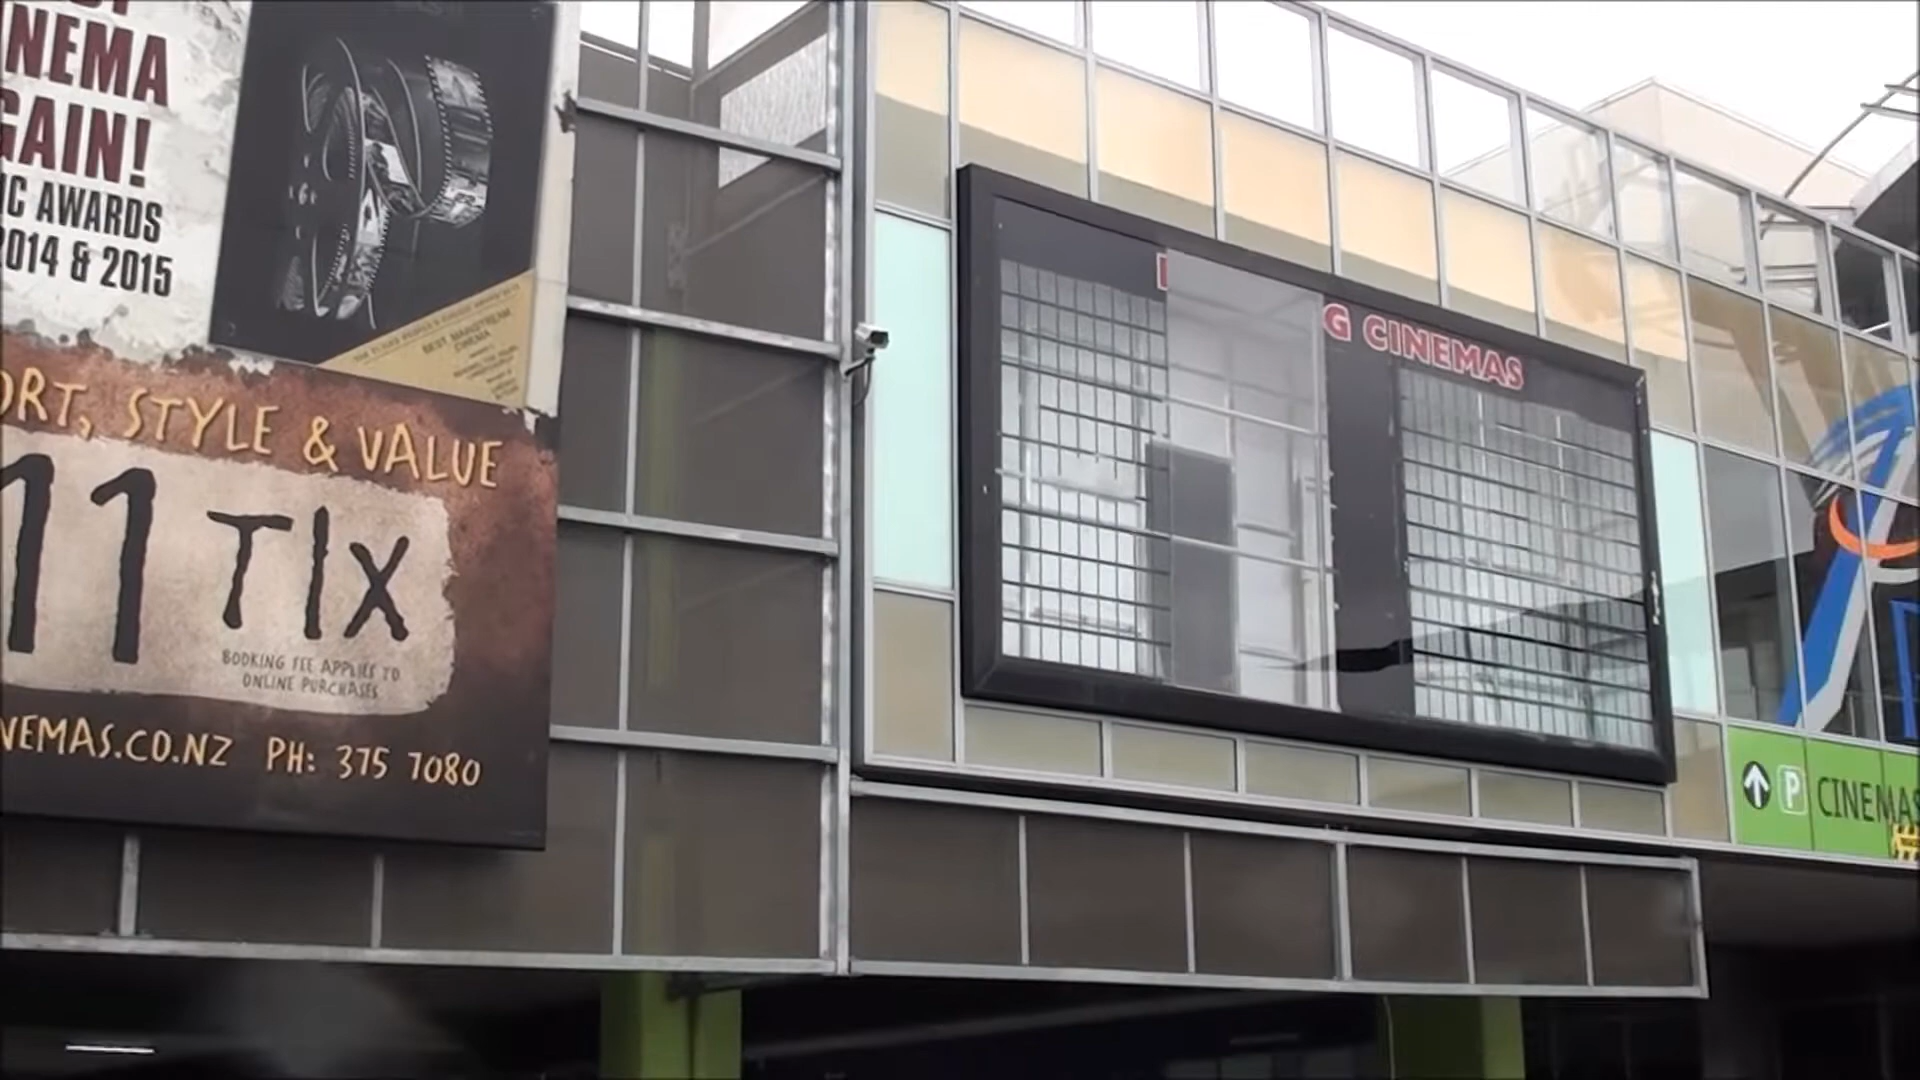 NEMA
GAIN!
IC AWARDS
2014 & 2015
BEST MAINSTREAM
CINEMA
ORT, STYLE & VALUE
11 TIX
BOOKING FEE APPLIES TO
ONLINE PURCHASES
NEMAS.CO.NZ PH: 375 7080
G CINEMAS
P CINEMAS